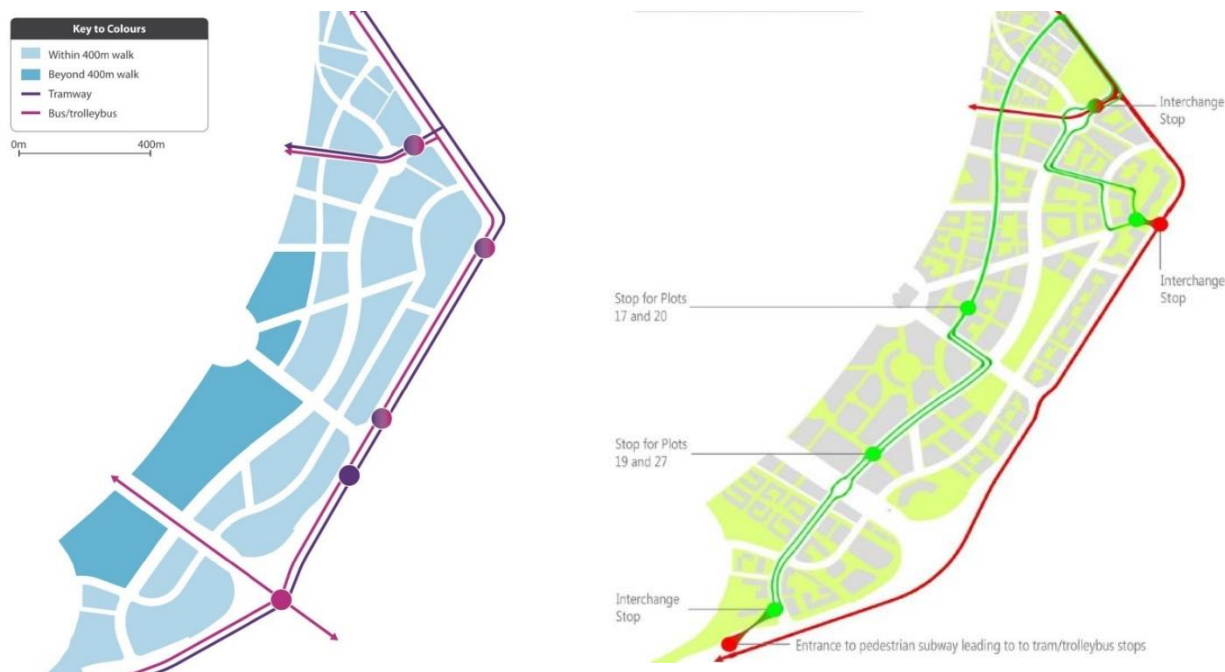 Key to Colours
Within 400m walk
Beyond 400m walk
Tramway
Bus/trolleybus
0m 400m
Interchange
Stop
Interchange
Stop
Stop for Plots
17 and 20
Stop for Plots
19 and 27
Interchange
Stop
Entrance to pedestrian subway leading to to tram/trolleybus stops